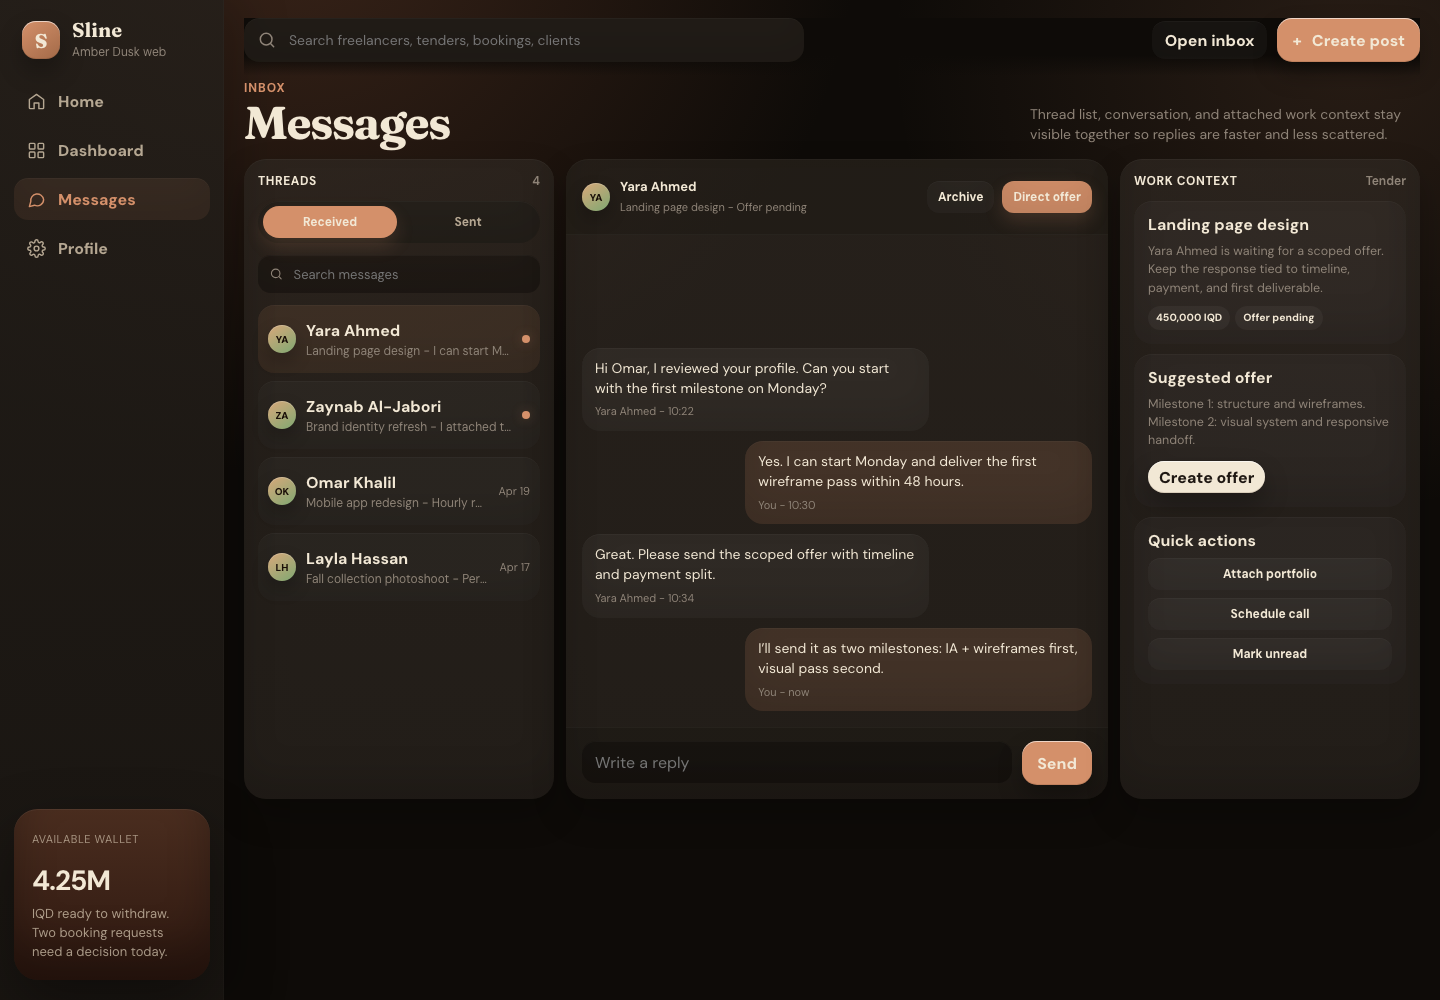 S
Sline
Amber Dusk web
Home
Dashboard
Messages
Profile
AVAILABLE WALLET
4.25M
IQD ready to withdraw.
Two booking requests
need a decision today.
Search freelancers, tenders, bookings, clients
Open inbox
+ Create post
INBOX
Messages
Thread list, conversation, and attached work context stay
visible together so replies are faster and less scattered.
THREADS
4
Received
Sent
Search messages
YA
Yara Ahmed
Landing page design - I can start M...
ZA
Zaynab Al-Jabori
Brand identity refresh - I attached t...
OK
Omar Khalil
Mobile app redesign - Hourly r...
Apr 19
LH
Layla Hassan
Fall collection photoshoot - Per...
Apr 17
YA
Yara Ahmed
Landing page design - Offer pending
Archive
Direct offer
Hi Omar, I reviewed your profile. Can you start
with the first milestone on Monday?
Yara Ahmed - 10:22
Yes. I can start Monday and deliver the first
wireframe pass within 48 hours.
You - 10:30
Great. Please send the scoped offer with timeline
and payment split.
Yara Ahmed - 10:34
I'll send it as two milestones: IA + wireframes first,
visual pass second.
You - now
Write a reply
Send
WORK CONTEXT
Tender
Landing page design
Yara Ahmed is waiting for a scoped offer.
Keep the response tied to timeline,
payment, and first deliverable.
450,000 IQD
Offer pending
Suggested offer
Milestone 1: structure and wireframes.
Milestone 2: visual system and responsive
handoff.
Create offer
Quick actions
Attach portfolio
Schedule call
Mark unread